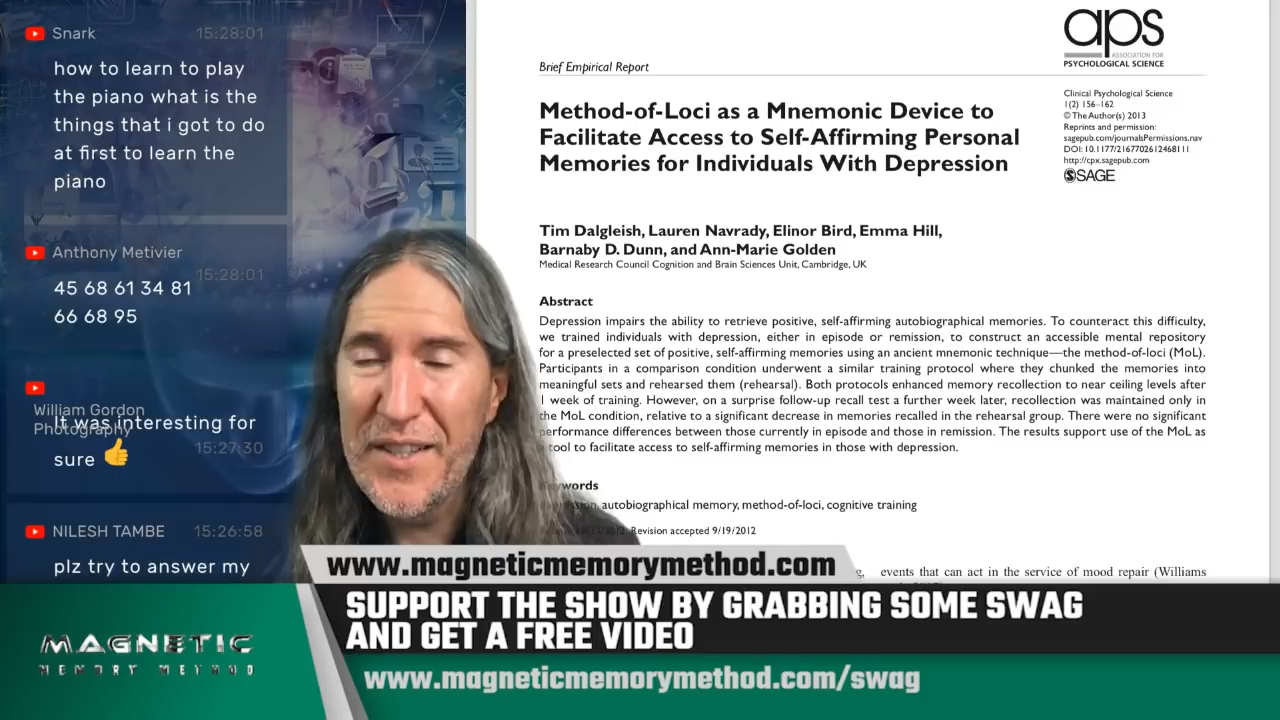 Snark
15:28:01
how to learn to play
the piano what is the
things that i got to do
at first to learn the
piano
Anthony Metivier
15:28:01
45 68 61 34 81
66 68 95
William Gordon
Photography
It was interesting for
sure 👍
15:27:30
NILESH TAMBE
15:26:58
plz try to answer my
aps
ASSOCIATION FOR
PSYCHOLOGICAL SCIENCE
Brief Empirical Report
Method-of-Loci as a Mnemonic Device to
Facilitate Access to Self-Affirming Personal
Memories for Individuals With Depression
Clinical Psychological Science
1(2) 156–162
© The Author(s) 2013
Reprints and permission:
sagepub.com/journalsPermissions.nav
DOI: 10.1177/2167702612468111
http://cpx.sagepub.com
SAGE
Tim Dalgleish, Lauren Navrady, Elinor Bird, Emma Hill,
Barnaby D. Dunn, and Ann-Marie Golden
Medical Research Council Cognition and Brain Sciences Unit, Cambridge, UK
Abstract
Depression impairs the ability to retrieve positive, self-affirming autobiographical memories. To counteract this difficulty,
we trained individuals with depression, either in episode or remission, to construct an accessible mental repository
for a preselected set of positive, self-affirming memories using an ancient mnemonic technique—the method-of-loci (MoL).
Participants in a comparison condition underwent a similar training protocol where they chunked the memories into
meaningful sets and rehearsed them (rehearsal). Both protocols enhanced memory recollection to near ceiling levels after
1 week of training. However, on a surprise follow-up recall test a further week later, recollection was maintained only in
the MoL condition, relative to a significant decrease in memories recalled in the rehearsal group. There were no significant
performance differences between those currently in episode and those in remission. The results support use of the MoL as
tool to facilitate access to self-affirming memories in those with depression.
Keywords
autobiographical memory, method-of-loci, cognitive training
Revision accepted 9/19/2012
events that can act in the service of mood repair (Williams
www.magneticmemorymethod.com
SUPPORT THE SHOW BY GRABBING SOME SWAG
AND GET A FREE VIDEO
www.magneticmemorymethod.com/swag
MAGNETIC
MEMORY METHOD